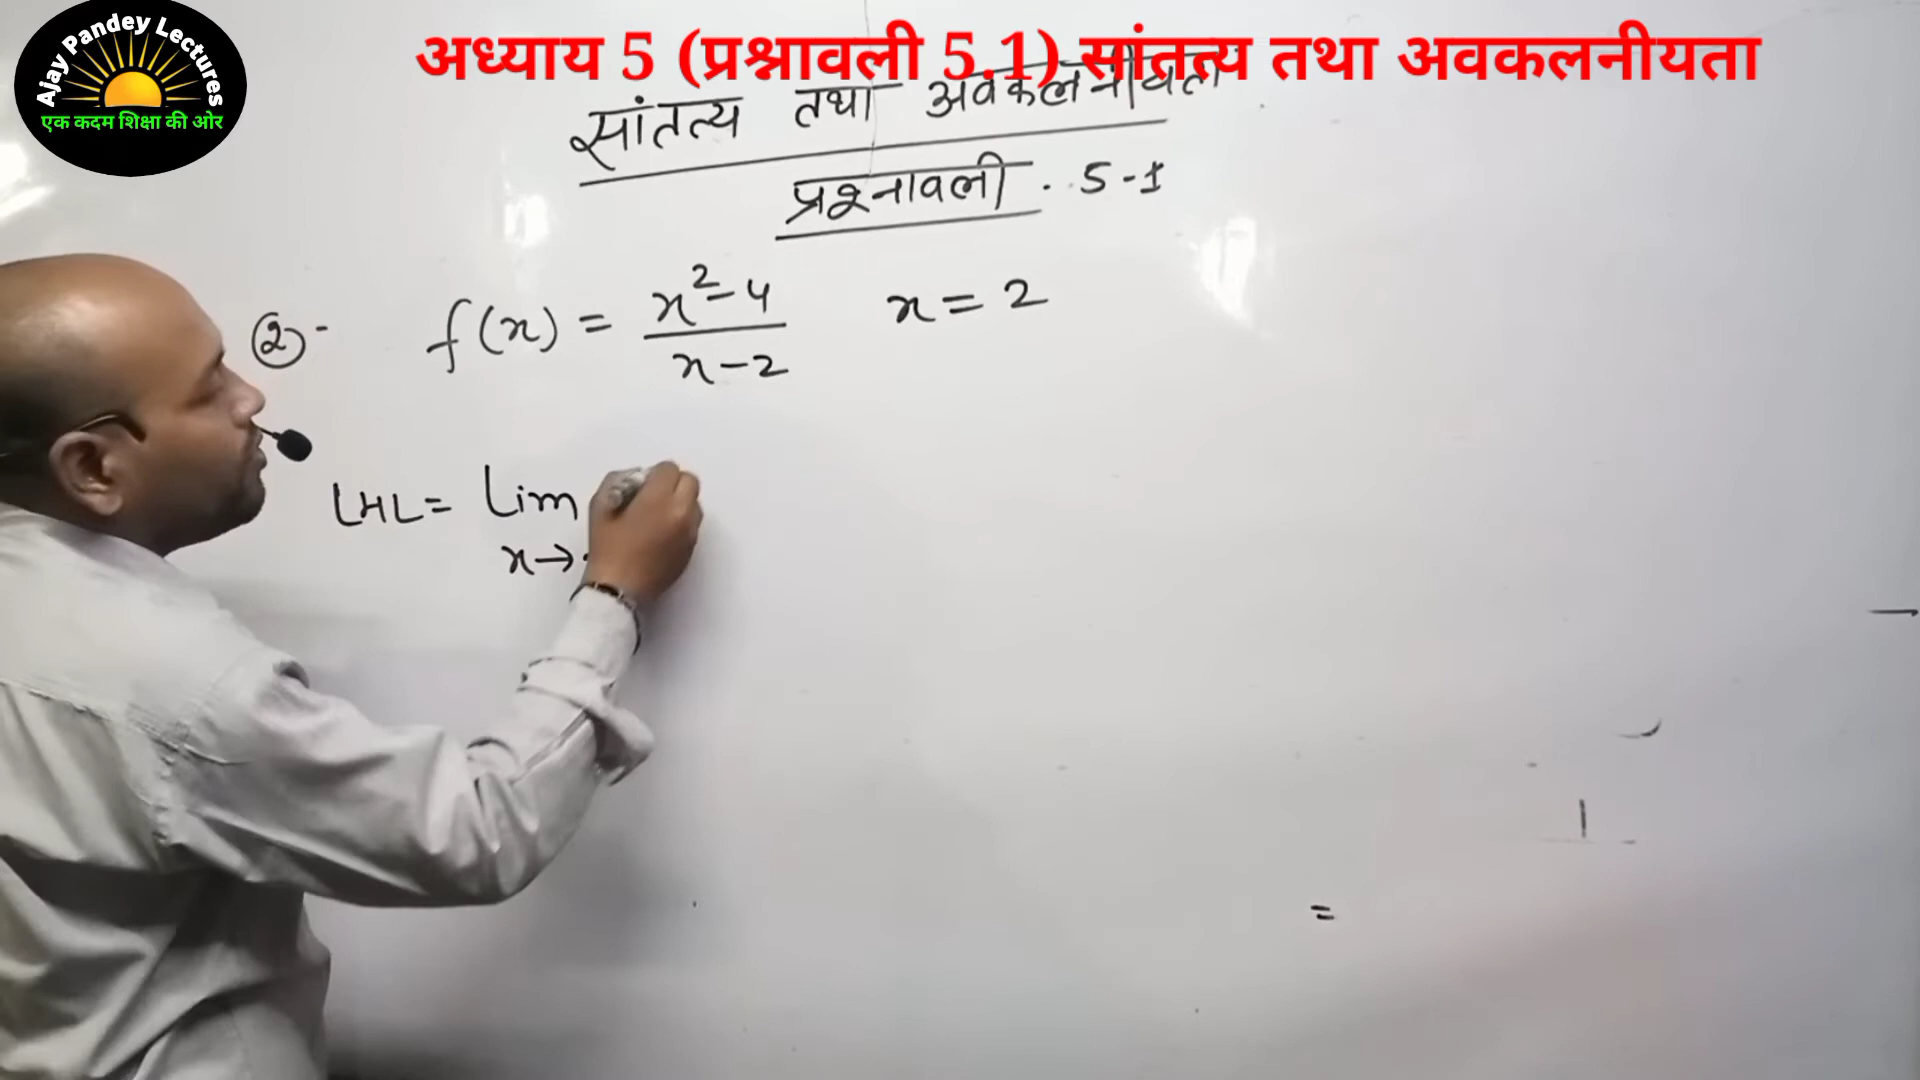 Ajay Pandey Lectures
एक कदम शिक्षा की ओर
अध्याय 5 (प्रश्नावली 5.1) सांतत्य तथा अवकलनीयता
सांतत्य तथा अवकलनीयता
प्रश्नावली . 5-1
②- f(x) = x²-4 / x-2 x = 2
LHL = Lim
x→
=